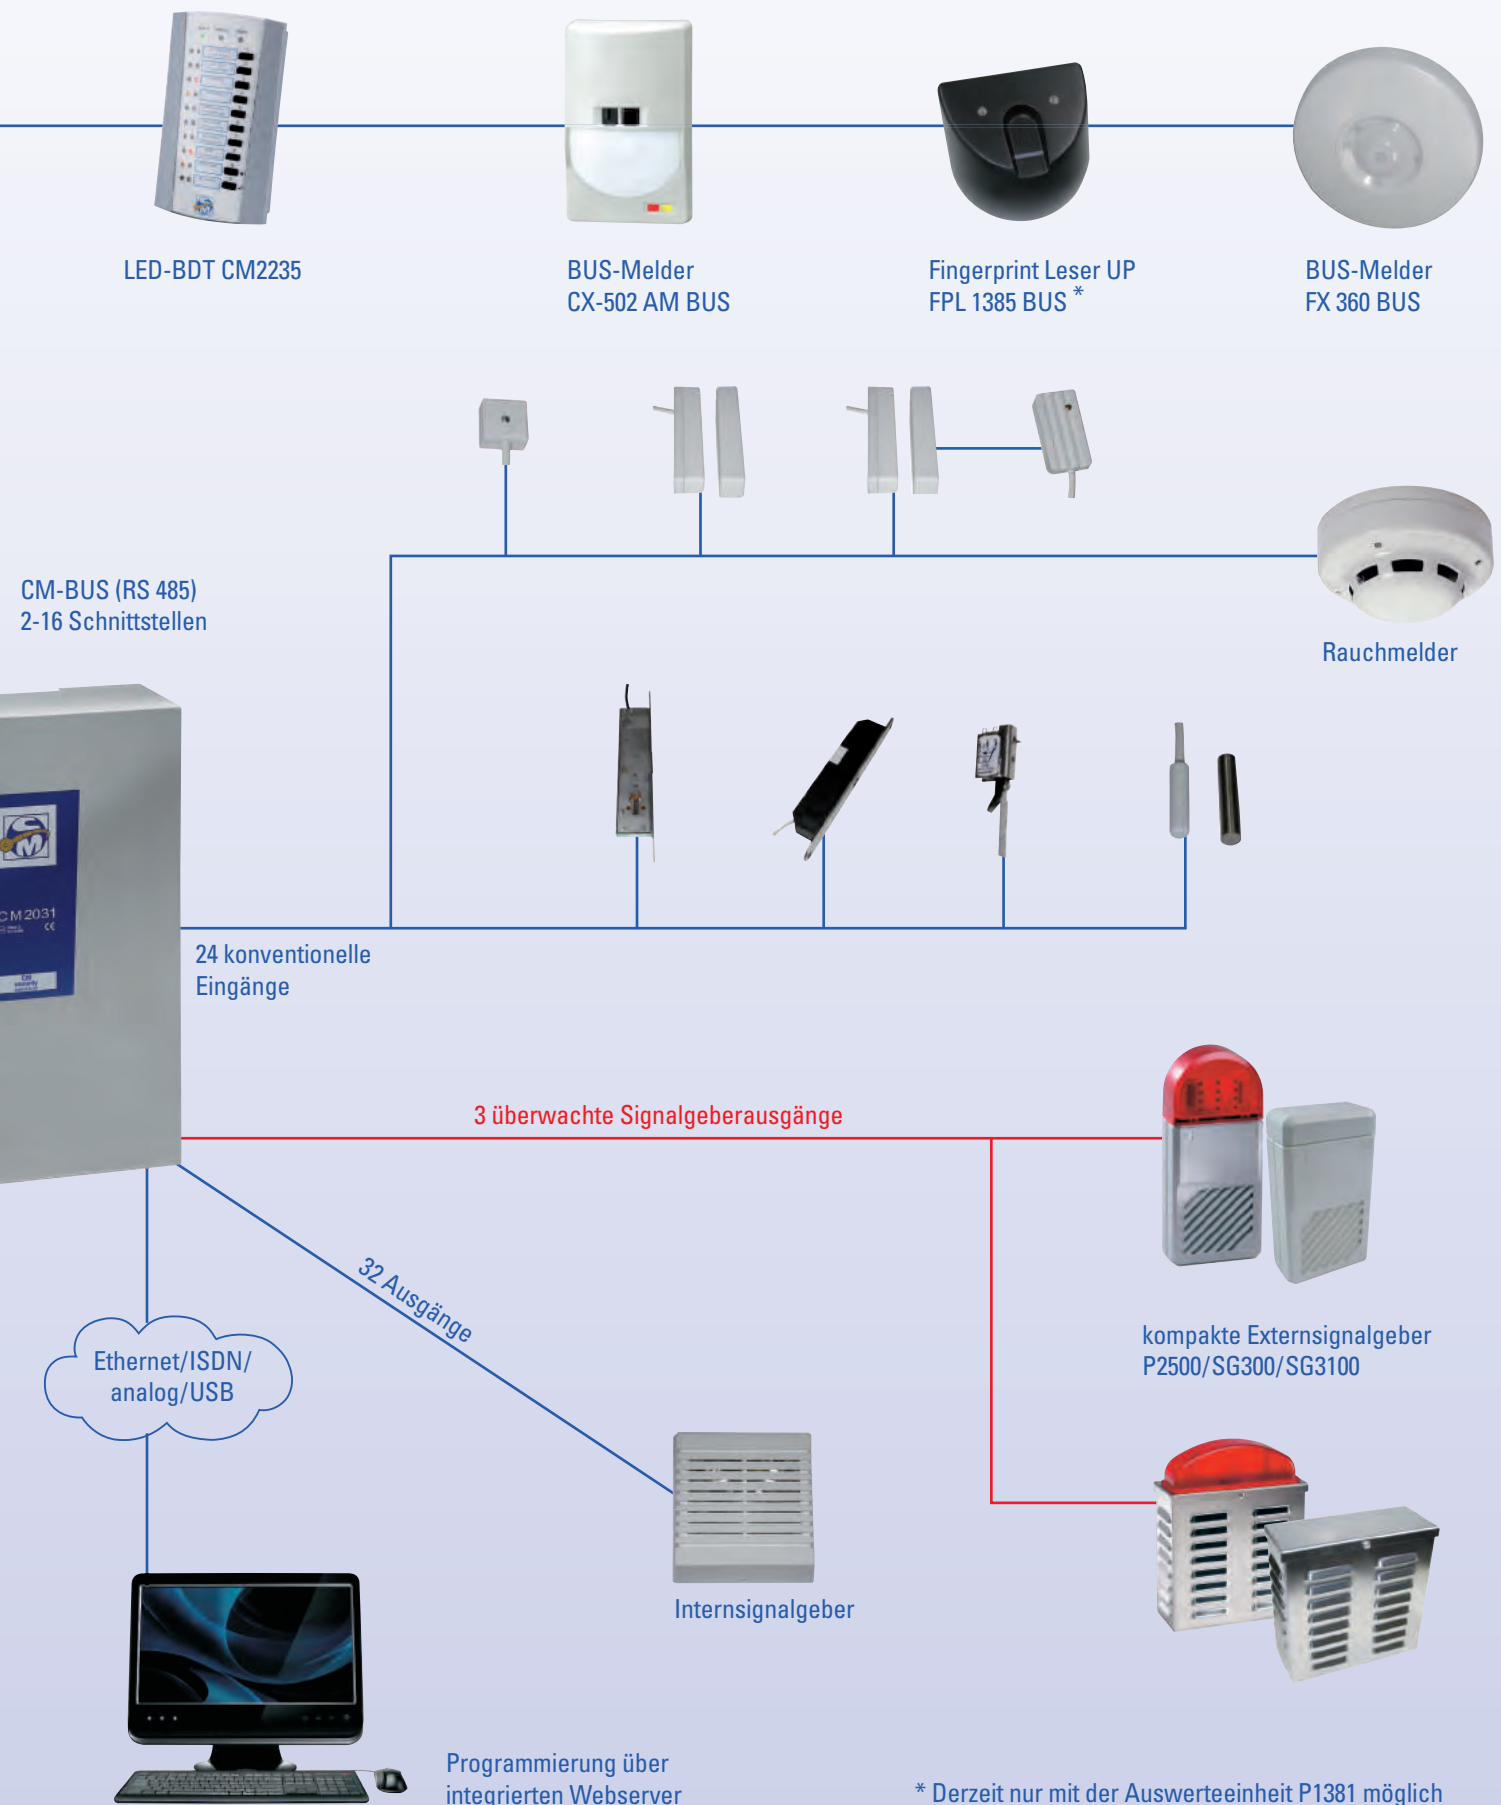 LED-BDT CM2235
BUS-Melder
CX-502 AM BUS
Fingerprint Leser UP
FPL 1385 BUS *
BUS-Melder
FX 360 BUS
CM-BUS (RS 485)
2-16 Schnittstellen
Rauchmelder
CM2031
CE
24 konventionelle
Eingänge
3 überwachte Signalgeberausgänge
32 Ausgänge
Ethernet/ISDN/
analog/USB
kompakte Externsignalgeber
P2500/SG300/SG3100
Internsignalgeber
Programmierung über
integrierten Webserver
* Derzeit nur mit der Auswerteeinheit P1381 möglich